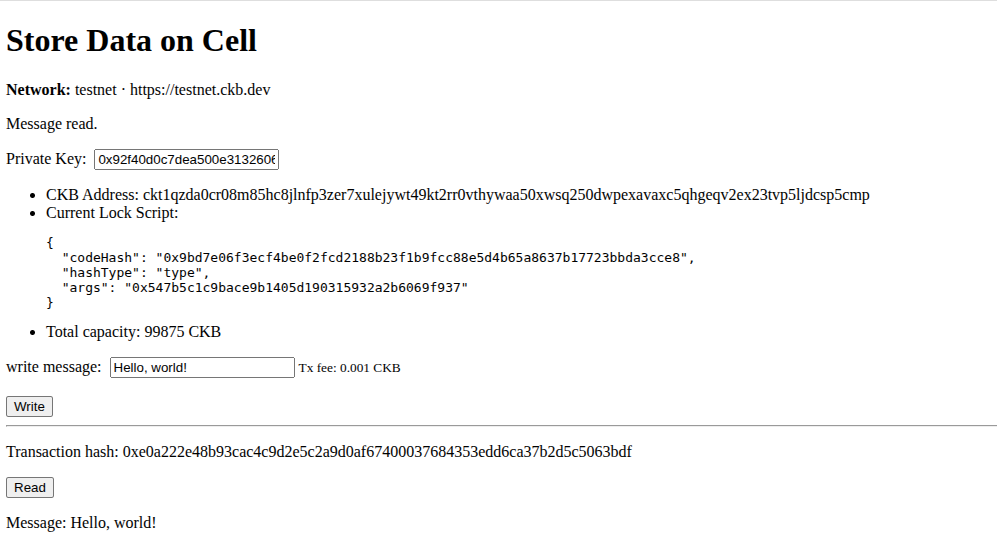 Store Data on Cell
Network: testnet · https://testnet.ckb.dev
Message read.
Private Key: 0x92f40d0c7dea500e3132606
CKB Address: ckt1qzda0cr08m85hc8jlnfp3zer7xulejywt49kt2rr0vthywaa50xwsq250dwpexavaxc5qhgeqv2ex23tvp5ljdcsp5cmp
Current Lock Script:
{
"codeHash": "0x9bd7e06f3ecf4be0f2fcd2188b23f1b9fcc88e5d4b65a8637b17723bbda3cce8",
"hashType": "type",
"args": "0x547b5c1c9bace9b1405d190315932a2b6069f937"
}
Total capacity: 99875 CKB
write message: Hello, world! Tx fee: 0.001 CKB
Write
Transaction hash: 0xe0a222e48b93cac4c9d2e5c2a9d0af67400037684353edd6ca37b2d5c5063bdf
Read
Message: Hello, world!